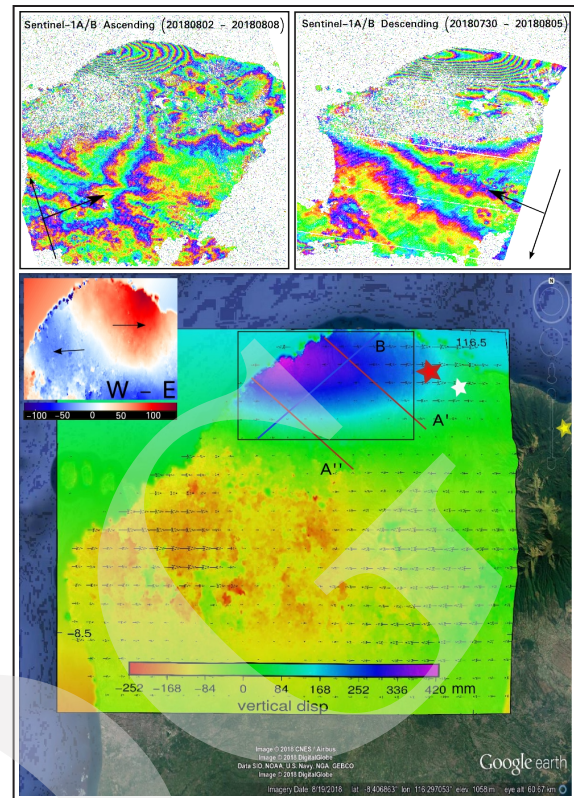 Sentinel-1A/B Ascending (20180802 - 20180808)
Sentinel-1A/B Descending (20180730 - 20180805)
W - E
-100 -50 0 50 100
B
116.5
A'
A''
-8.5
-252 -168 -84 0 84 168 252 336 420 mm
vertical disp
Image © 2018 CNES / Airbus
Image © 2018 DigitalGlobe
Data SIO, NOAA, U.S. Navy, NGA, GEBCO
Image © 2018 DigitalGlobe
Google earth
Imagery Date: 8/19/2018 lat -8.406863° lon 116.297053° elev 1058 m eye alt 60.67 km